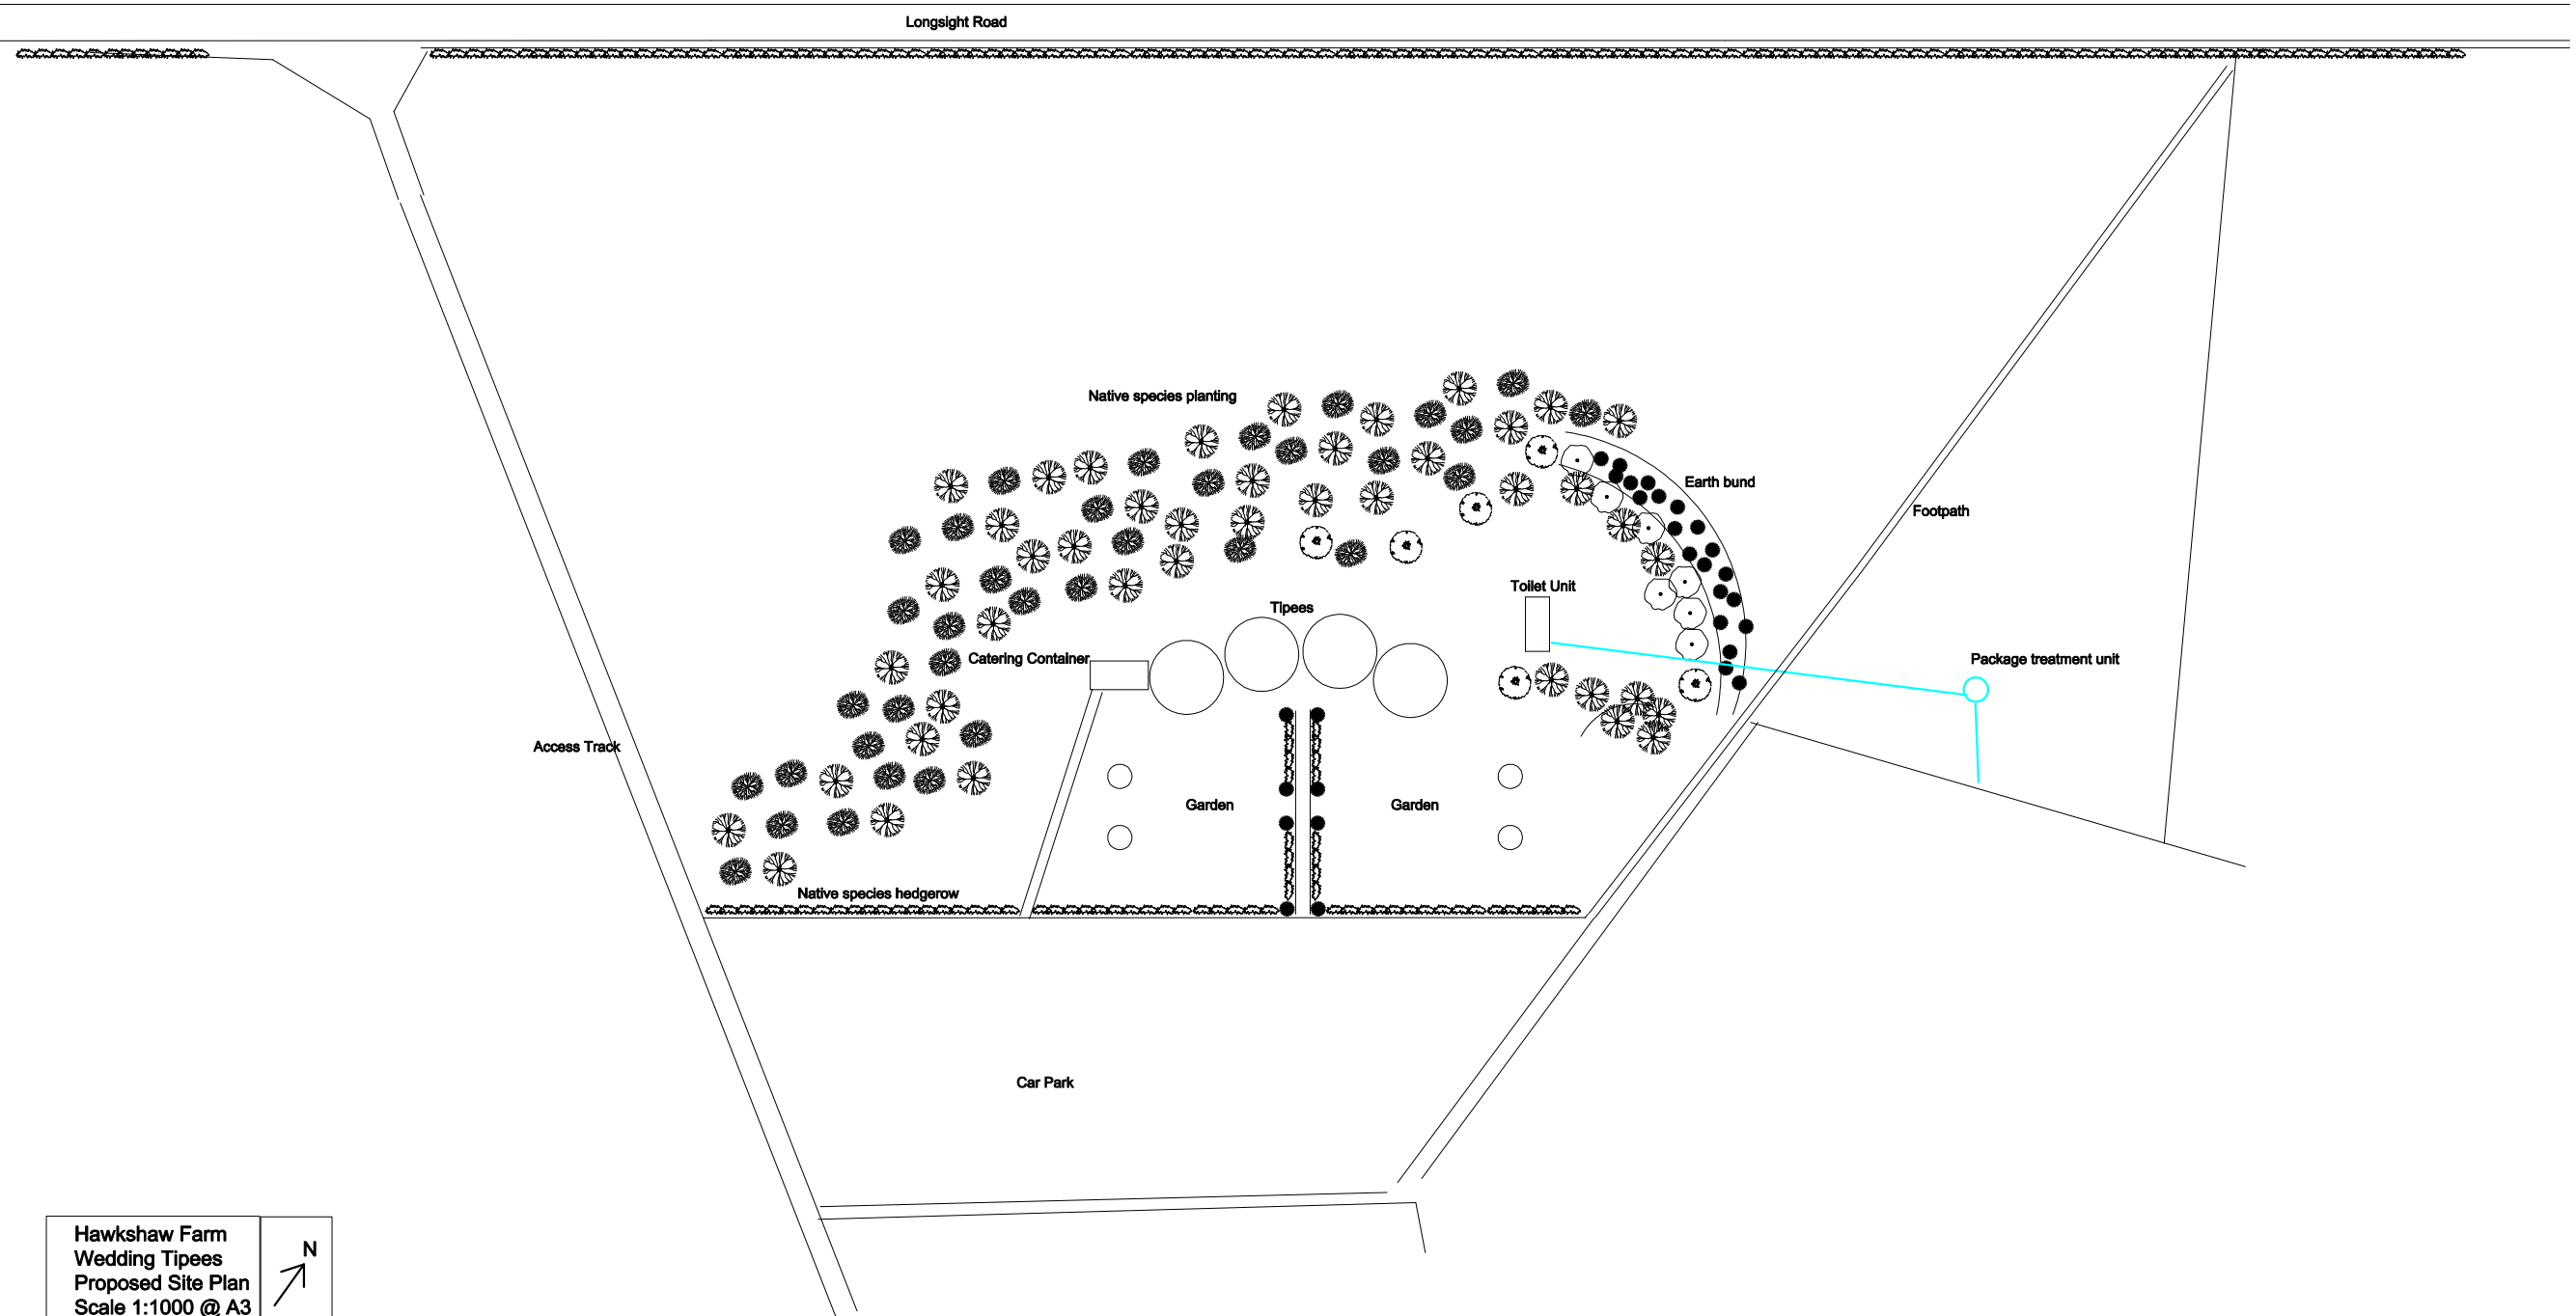 Longsight Road
Native species planting
Earth bund
Footpath
Toilet Unit
Tipees
Catering Container
Package treatment unit
Access Track
Garden
Garden
Native species hedgerow
Car Park
Hawkshaw Farm
Wedding Tipees
Proposed Site Plan
Scale 1:1000 @ A3
N